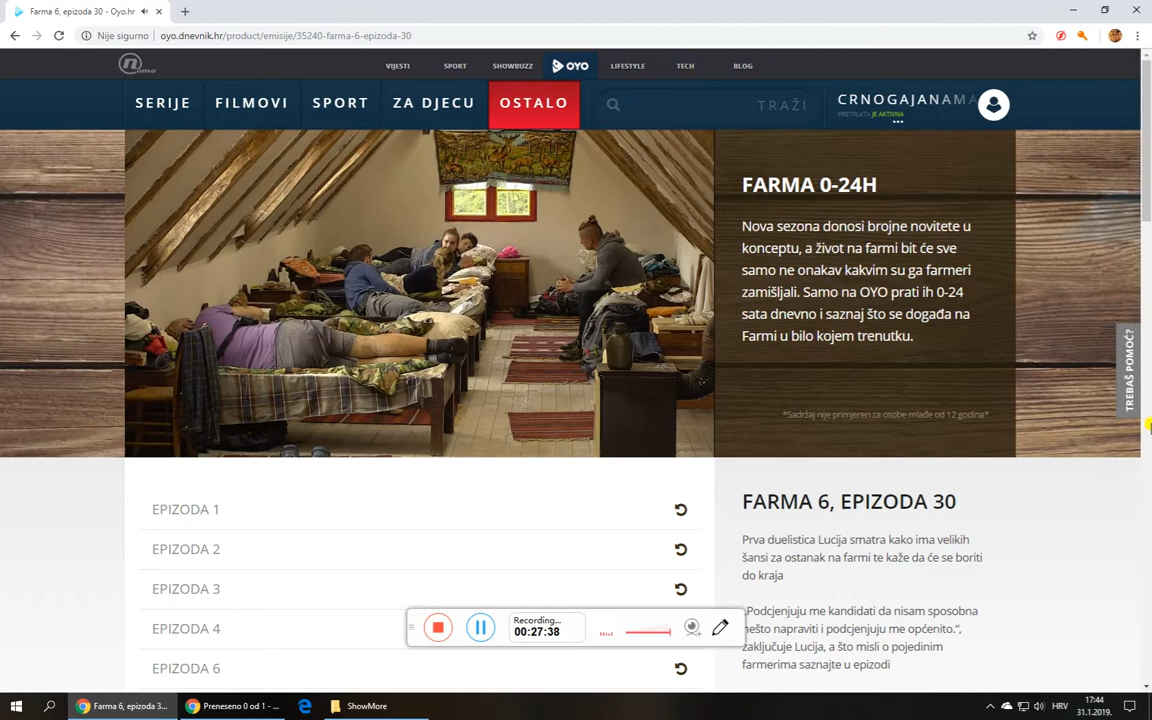 Farma 6, epizoda 30 - Oyo.hr
Nije sigurno
oyo.dnevnik.hr/product/emisije/35240-farma-6-epizoda-30
nova
VIJESTI
SPORT
SHOWBUZZ
OYO
LIFESTYLE
TECH
BLOG
SERIJE
FILMOVI
SPORT
ZA DJECU
OSTALO
TRAŽI
CRNOGAJANAMA
PRETPLATA JE AKTIVNA
FARMA 0-24H
Nova sezona donosi brojne novitete u
konceptu, a život na farmi bit će sve
samo ne onakav kakvim su ga farmeri
zamišljali. Samo na OYO prati ih 0-24
sata dnevno i saznaj što se događa na
Farmi u bilo kojem trenutku.
*Sadržaj nije primjeren za osobe mlađe od 12 godina*
TREBAŠ POMOĆ?
EPIZODA 1
EPIZODA 2
EPIZODA 3
EPIZODA 4
EPIZODA 6
FARMA 6, EPIZODA 30
Prva duelistica Lucija smatra kako ima velikih
šansi za ostanak na farmi te kaže da će se boriti
do kraja
„Podcjenjuju me kandidati da nisam sposobna
nešto napraviti i podcjenjuju me općenito.“,
zaključuje Lucija, a što misli o pojedinim
farmerima saznajte u epizodi
Recording...
00:27:38
Farma 6, epizoda 3...
Preneseno 0 od 1 - ...
ShowMore
HRV
17:44
31.1.2019.